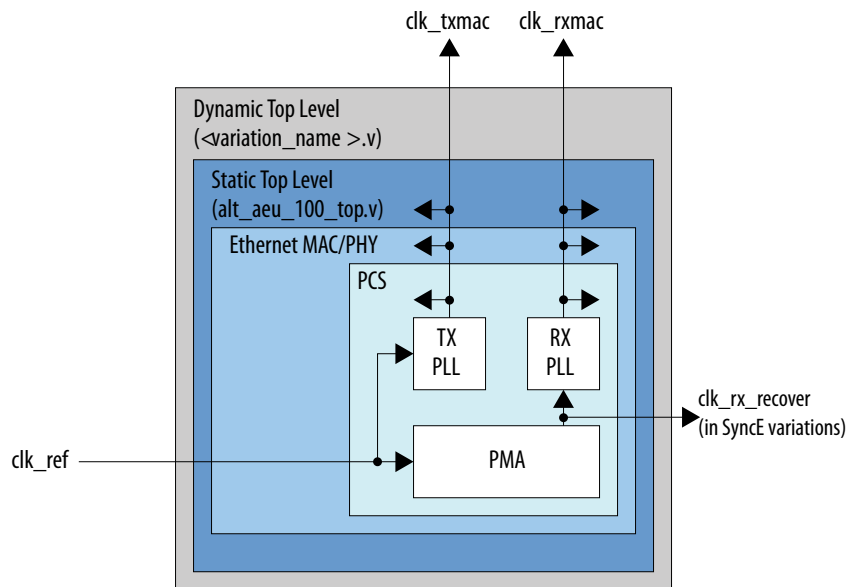 clk_txmac
clk_rxmac
Dynamic Top Level
(<variation_name >.v)
Static Top Level
(alt_aeu_100_top.v)
Ethernet MAC/PHY
PCS
TX
PLL
RX
PLL
clk_rx_recover
(in SyncE variations)
clk_ref
PMA